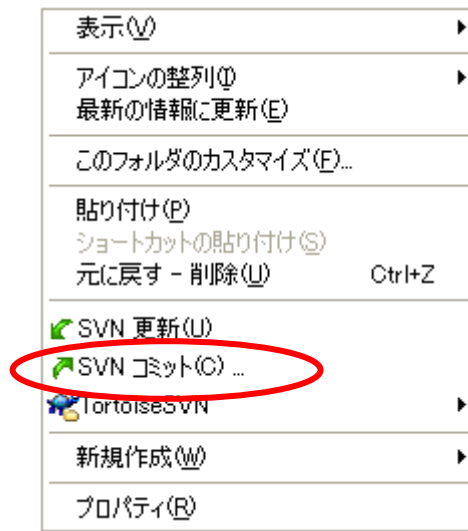 表示(V)
アイコンの整列(I)
最新の情報に更新(E)
このフォルダのカスタマイズ(F)...
貼り付け(P)
ショートカットの貼り付け(S)
元に戻す - 削除(U) Ctrl+Z
SVN 更新(U)
SVN コミット(C) ...
TortoiseSVN
新規作成(W)
プロパティ(R)